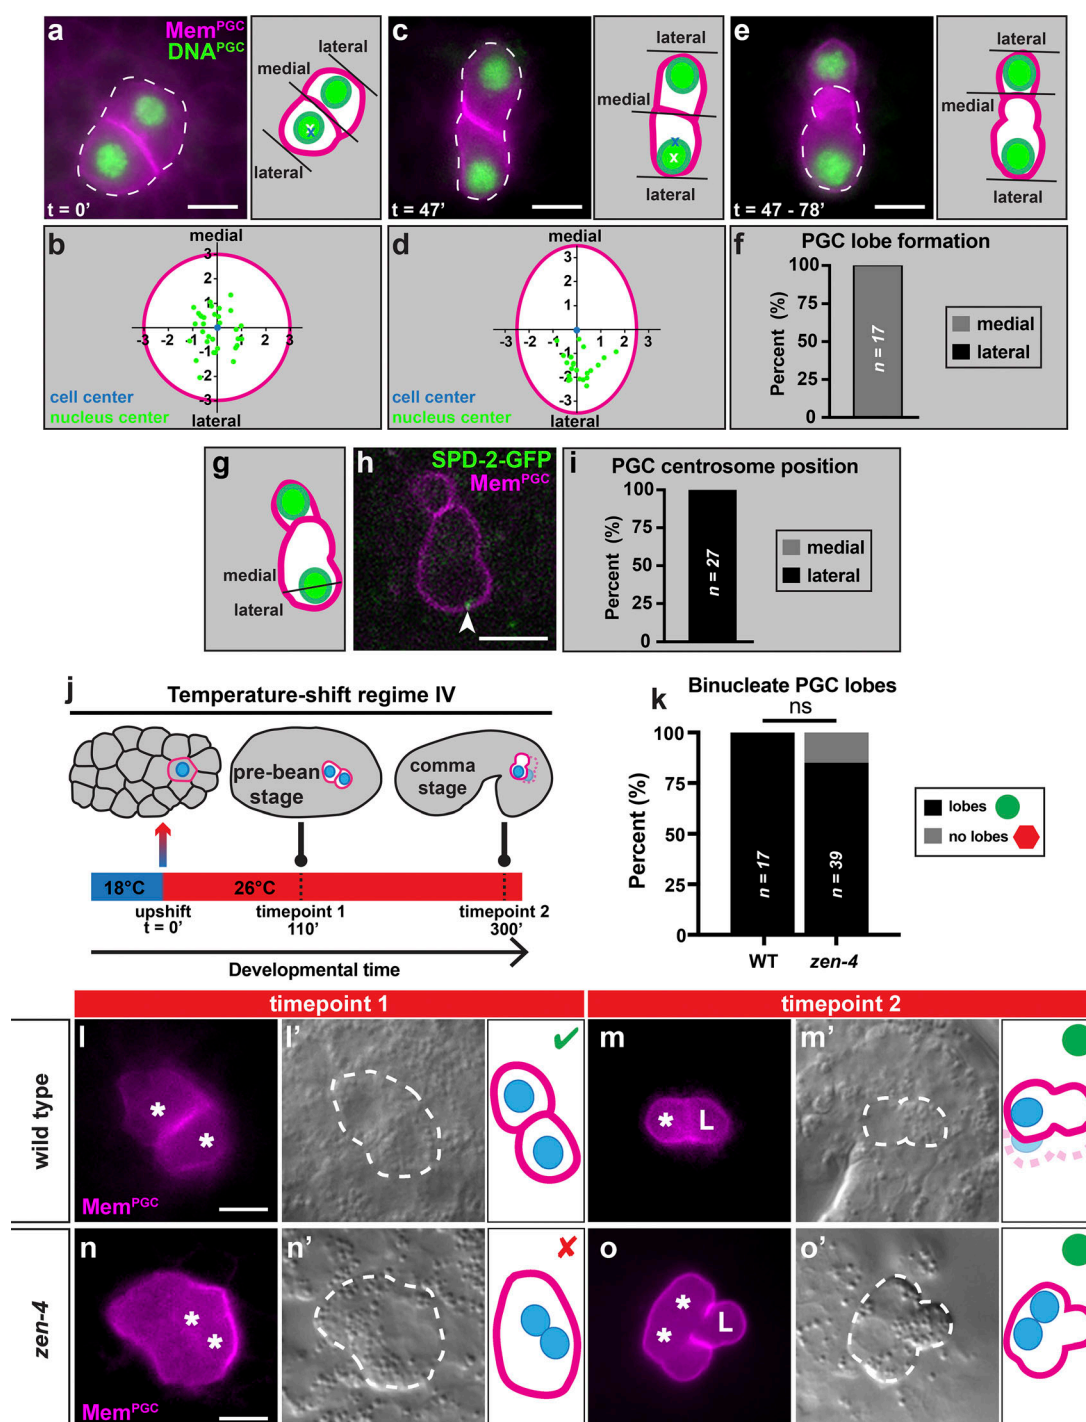 a
Mem^PGC
DNA^PGC
t = 0’
lateral
medial
lateral
c
t = 47’
lateral
medial
lateral
e
t = 47 - 78’
lateral
medial
lateral
b
medial
3
2
1
-3 -2 -1 1 2 3
-1
-2
-3
cell center
nucleus center
lateral
d
medial
3
2
1
-3 -2 -1 1 2 3
-1
-2
-3
cell center
nucleus center
lateral
f
PGC lobe formation
Percent (%)
100
75
50
25
0
n = 17
medial
lateral
g
medial
lateral
h
SPD-2-GFP
Mem^PGC
i
PGC centrosome position
Percent (%)
100
75
50
25
0
n = 27
medial
lateral
j
Temperature-shift regime IV
pre-bean
stage
comma
stage
18°C
26°C
upshift
t = 0’
timepoint 1
110’
timepoint 2
300’
Developmental time
k
Binucleate PGC lobes
ns
Percent (%)
100
75
50
25
0
n = 17
n = 39
WT
zen-4
lobes
no lobes
timepoint 1
timepoint 2
wild type
l
*
*
Mem^PGC
l’
✓
m
*
L
m’
zen-4
n
*
*
Mem^PGC
n’
✗
o
*
*
L
o’